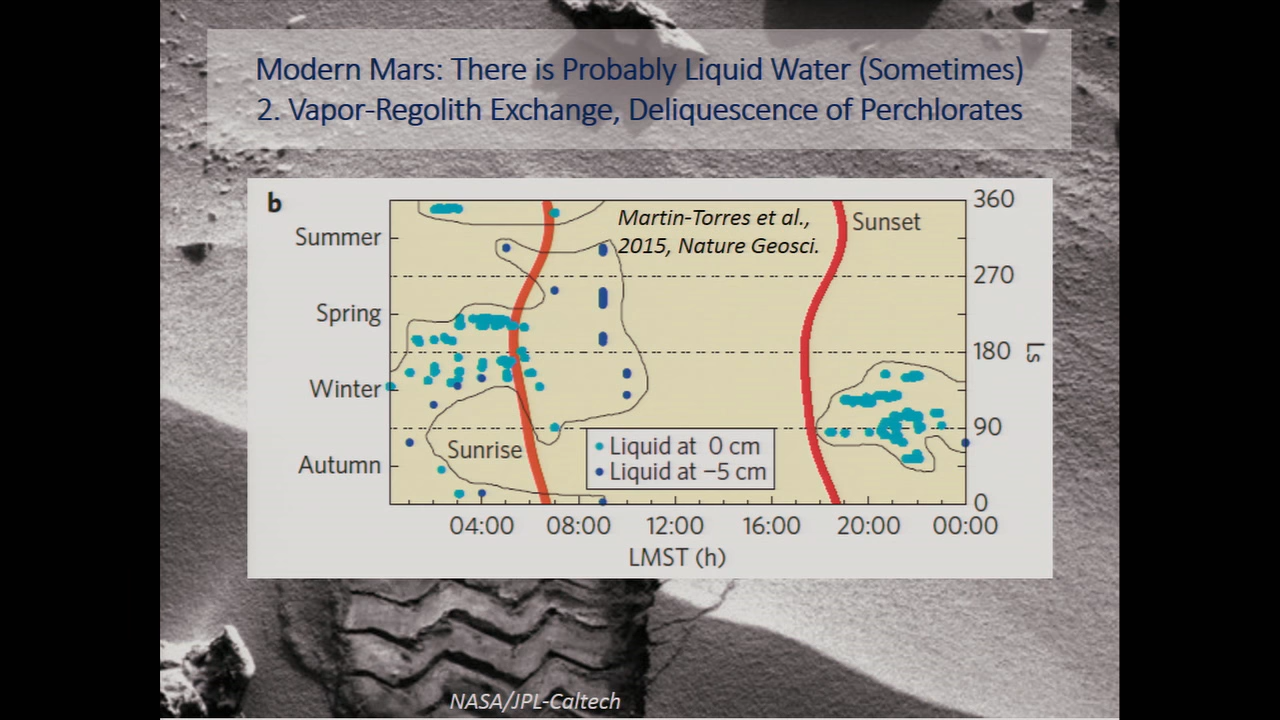 Modern Mars: There is Probably Liquid Water (Sometimes)
2. Vapor-Regolith Exchange, Deliquescence of Perchlorates
b
Martin-Torres et al.,
2015, Nature Geosci.
Sunset
Summer
Spring
Winter
Autumn
Sunrise
Liquid at 0 cm
Liquid at −5 cm
360
270
180
90
0
Ls
04:00 08:00 12:00 16:00 20:00 00:00
LMST (h)
NASA/JPL-Caltech